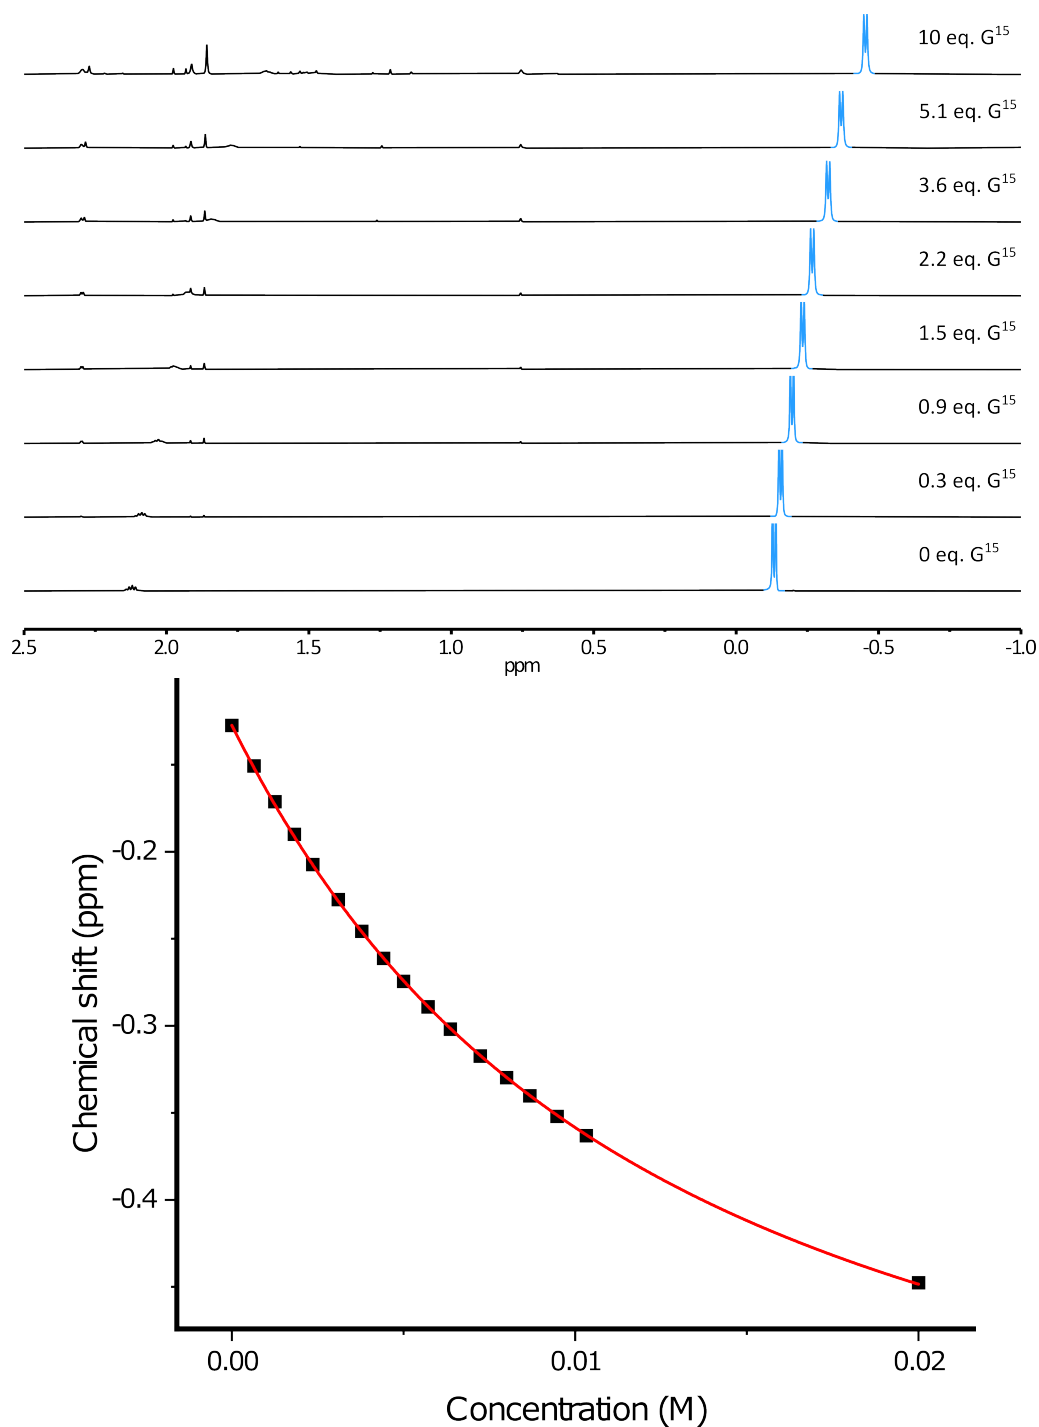 10 eq. G15
5.1 eq. G15
3.6 eq. G15
2.2 eq. G15
1.5 eq. G15
0.9 eq. G15
0.3 eq. G15
0 eq. G15
2.5 2.0 1.5 1.0 0.5 0.0 -0.5 -1.0
ppm
-0.2
-0.3
-0.4
Chemical shift (ppm)
0.00 0.01 0.02
Concentration (M)